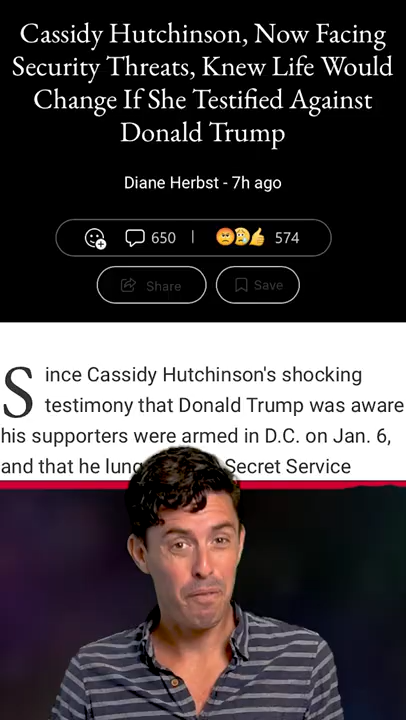 Cassidy Hutchinson, Now Facing
Security Threats, Knew Life Would
Change If She Testified Against
Donald Trump
Diane Herbst - 7h ago
650 | 574
Share Save
Since Cassidy Hutchinson's shocking
testimony that Donald Trump was aware
his supporters were armed in D.C. on Jan. 6,
and that he lung Secret Service